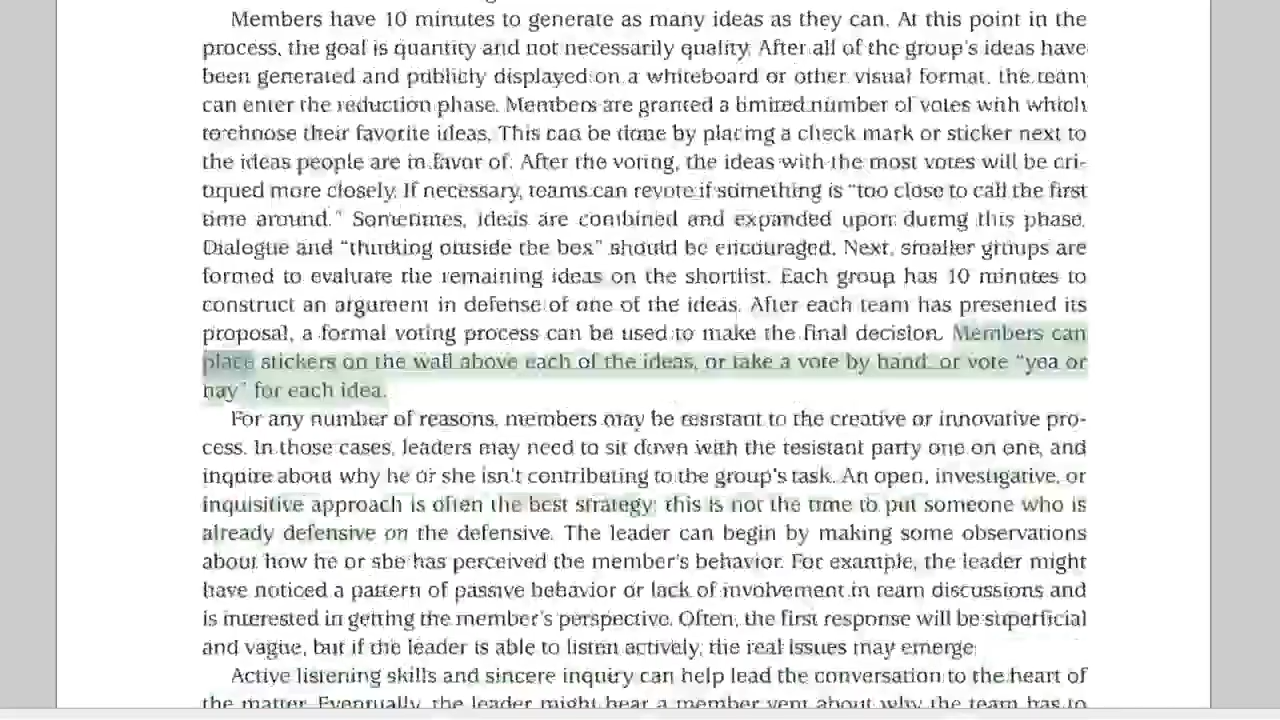 Members have 10 minutes to generate as many ideas as they can. At this point in the
process, the goal is quantity and not necessarily quality. After all of the group's ideas have
been generated and publicly displayed on a whiteboard or other visual format, the team
can enter the reduction phase. Members are granted a limited number of votes with which
to choose their favorite ideas. This can be done by placing a check mark or sticker next to
the ideas people are in favor of. After the voting, the ideas with the most votes will be cri-
tiqued more closely. If necessary, teams can revote if something is "too close to call the first
time around." Sometimes, ideas are combined and expanded upon during this phase.
Dialogue and "thinking outside the box" should be encouraged. Next, smaller groups are
formed to evaluate the remaining ideas on the shortlist. Each group has 10 minutes to
construct an argument in defense of one of the ideas. After each team has presented its
proposal, a formal voting process can be used to make the final decision. Members can
place stickers on the wall above each of the ideas, or take a vote by hand, or vote "yea or
nay" for each idea.
For any number of reasons, members may be resistant to the creative or innovative pro-
cess. In those cases, leaders may need to sit down with the resistant party one on one, and
inquire about why he or she isn't contributing to the group's task. An open, investigative, or
inquisitive approach is often the best strategy; this is not the time to put someone who is
already defensive on the defensive. The leader can begin by making some observations
about how he or she has perceived the member's behavior. For example, the leader might
have noticed a pattern of passive behavior or lack of involvement in team discussions and
is interested in getting the member's perspective. Often, the first response will be superficial
and vague, but if the leader is able to listen actively, the real issues may emerge.
Active listening skills and sincere inquiry can help lead the conversation to the heart of
the matter. Eventually, the leader might hear a member vent about why the team has to